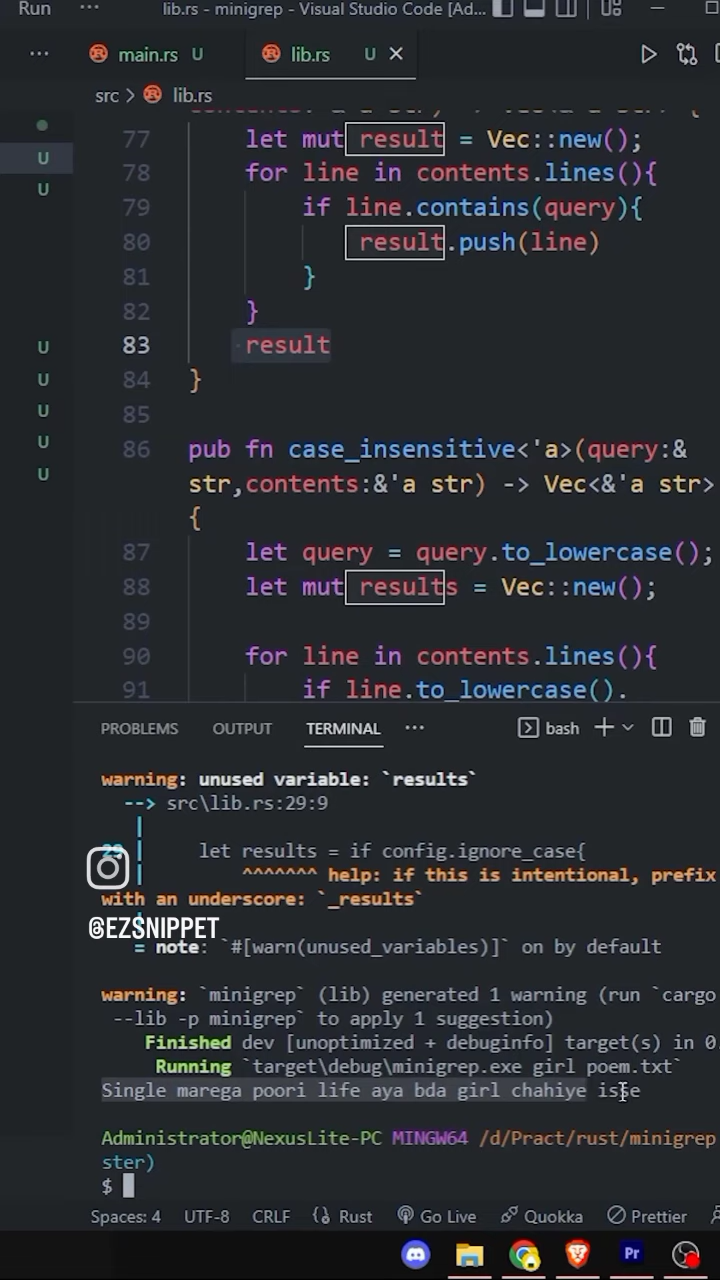 Run ··· lib.rs - minigrep - Visual Studio Code [Ad...
··· main.rs U lib.rs U
src > lib.rs
77 let mut result = Vec::new();
78 for line in contents.lines(){
79 if line.contains(query){
80 result.push(line)
81 }
82 }
83 result
84 }
85
86 pub fn case_insensitive<'a>(query:&
str,contents:&'a str) -> Vec<&'a str>
{
87 let query = query.to_lowercase();
88 let mut results = Vec::new();
89
90 for line in contents.lines(){
91 if line.to_lowercase().
U
U
U
U
U
U
U
PROBLEMS OUTPUT TERMINAL ··· bash
warning: unused variable: `results`
--> src\lib.rs:29:9
|
29 | let results = if config.ignore_case{
| ^^^^^^^ help: if this is intentional, prefix
with an underscore: `_results`
|
@EZSNIPPET
= note: `#[warn(unused_variables)]` on by default
warning: `minigrep` (lib) generated 1 warning (run `cargo
--lib -p minigrep` to apply 1 suggestion)
Finished dev [unoptimized + debuginfo] target(s) in 0.
Running `target\debug\minigrep.exe girl poem.txt`
Single marega poori life aya bda girl chahiye isse
Administrator@NexusLite-PC MINGW64 /d/Pract/rust/minigrep
ster)
$
Spaces: 4 UTF-8 CRLF {} Rust Go Live Quokka Prettier
Pr